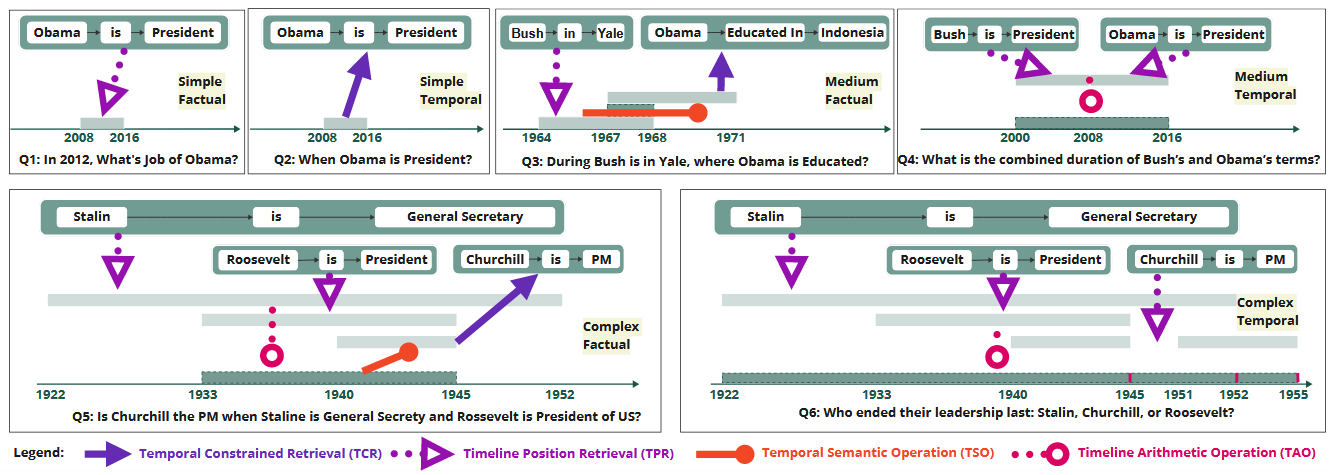 Obama is President
Simple
Factual
2008 2016
Q1: In 2012, What's Job of Obama?
Obama is President
Simple
Temporal
2008 2016
Q2: When Obama is President?
Bush in Yale
Obama Educated In Indonesia
Medium
Factual
1964 1967 1968 1971
Q3: During Bush is in Yale, where Obama is Educated?
Bush is President
Obama is President
Medium
Temporal
2000 2008 2016
Q4: What is the combined duration of Bush's and Obama's terms?
Stalin is General Secretary
Roosevelt is President
Churchill is PM
Complex
Factual
1922 1933 1940 1945 1952
Q5: Is Churchill the PM when Staline is General Secrety and Rossevelt is President of US?
Stalin is General Secretary
Roosevelt is President
Churchill is PM
Complex
Temporal
1922 1933 1940 1945 1951 1952 1955
Q6: Who ended their leadership last: Stalin, Churchill, or Roosevelt?
Legend: Temporal Constrained Retrieval (TCR) Timeline Position Retrieval (TPR) Temporal Semantic Operation (TSO) Timeline Arithmetic Operation (TAO)